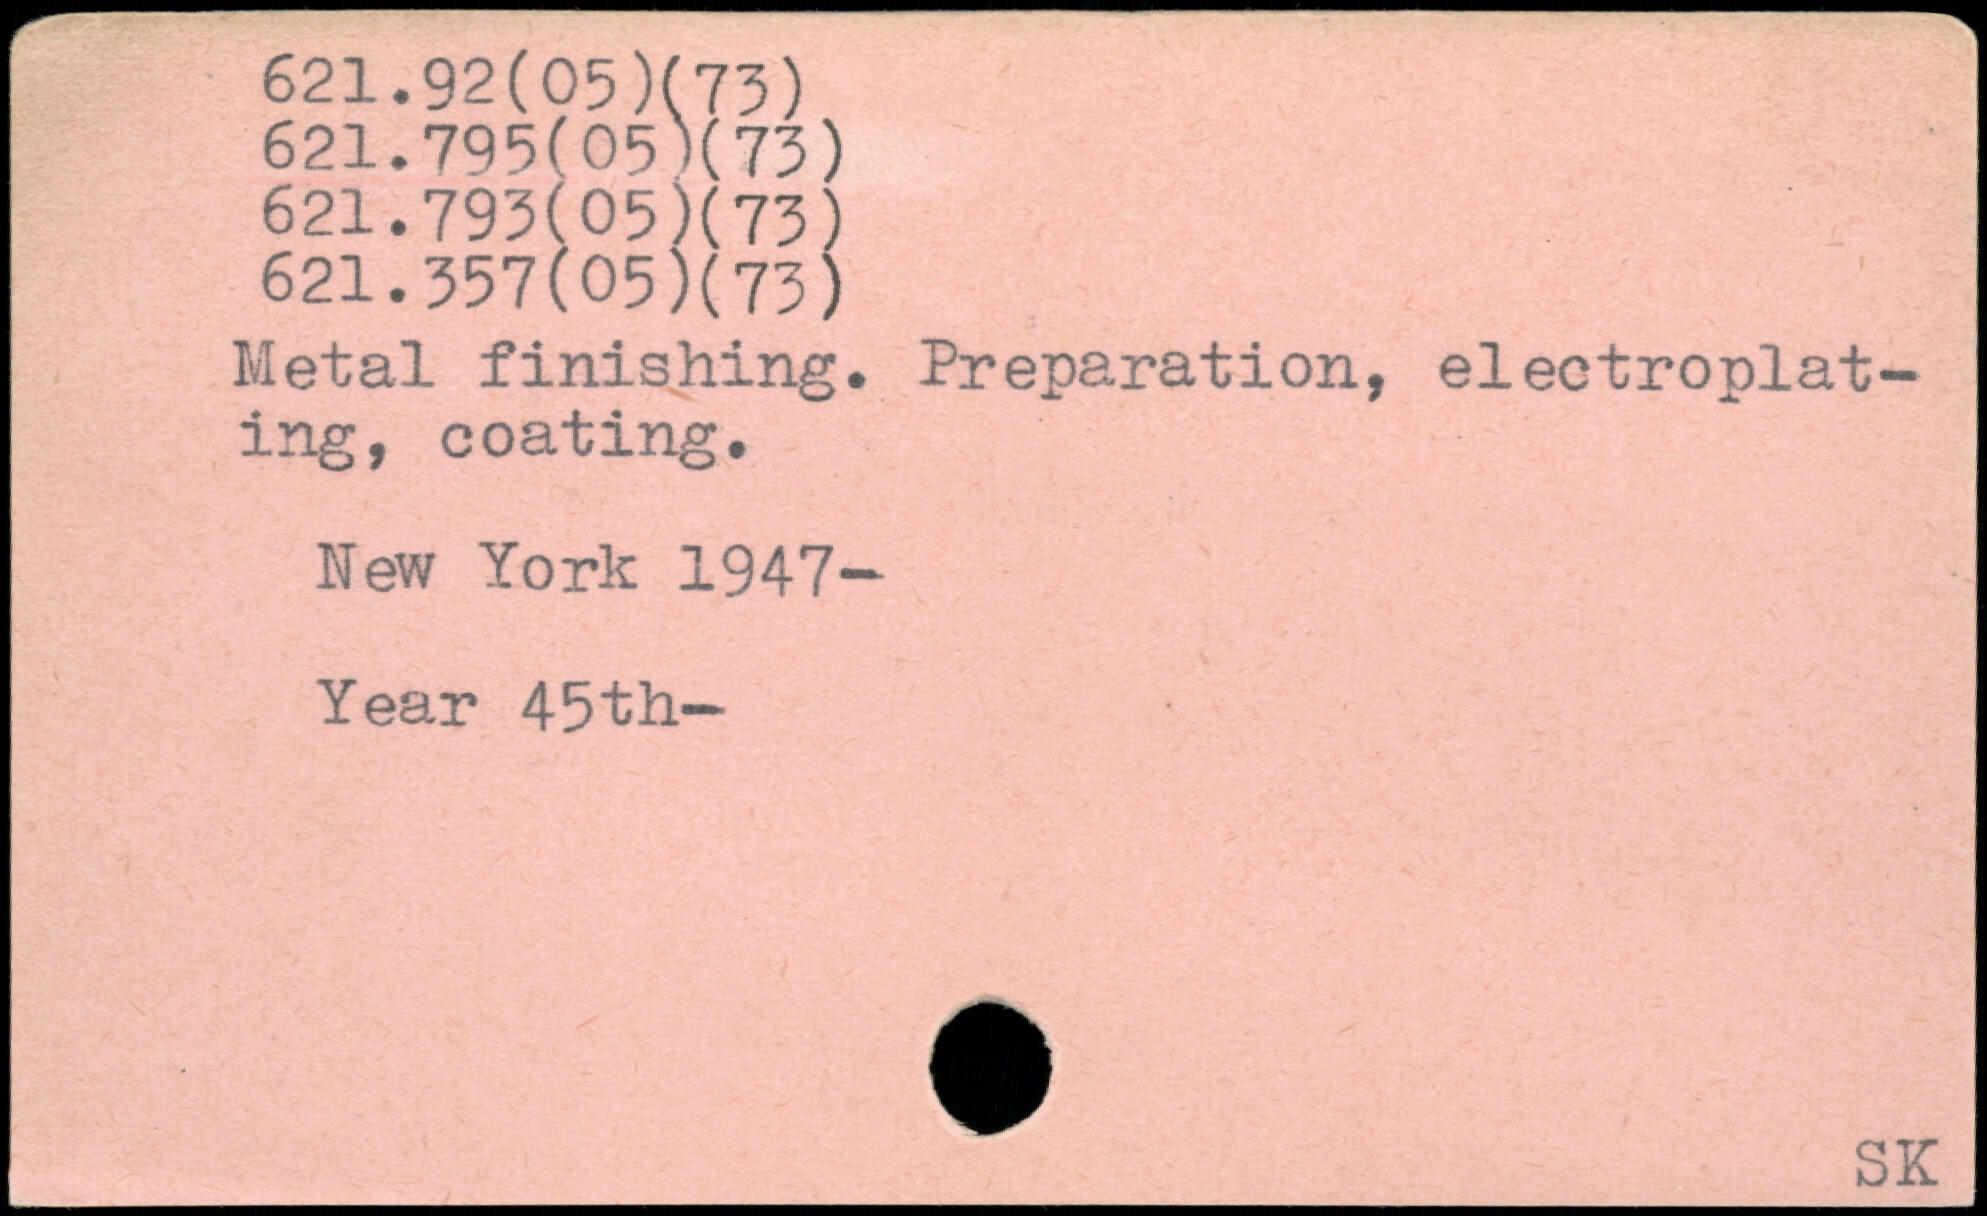 621.92(05)(73)
621.795(05)(73)
621.793(05)(73)
621.357(05)(73)
Metal finishing. Preparation, electroplat-
ing, coating.
New York 1947-
Year 45th-
SK